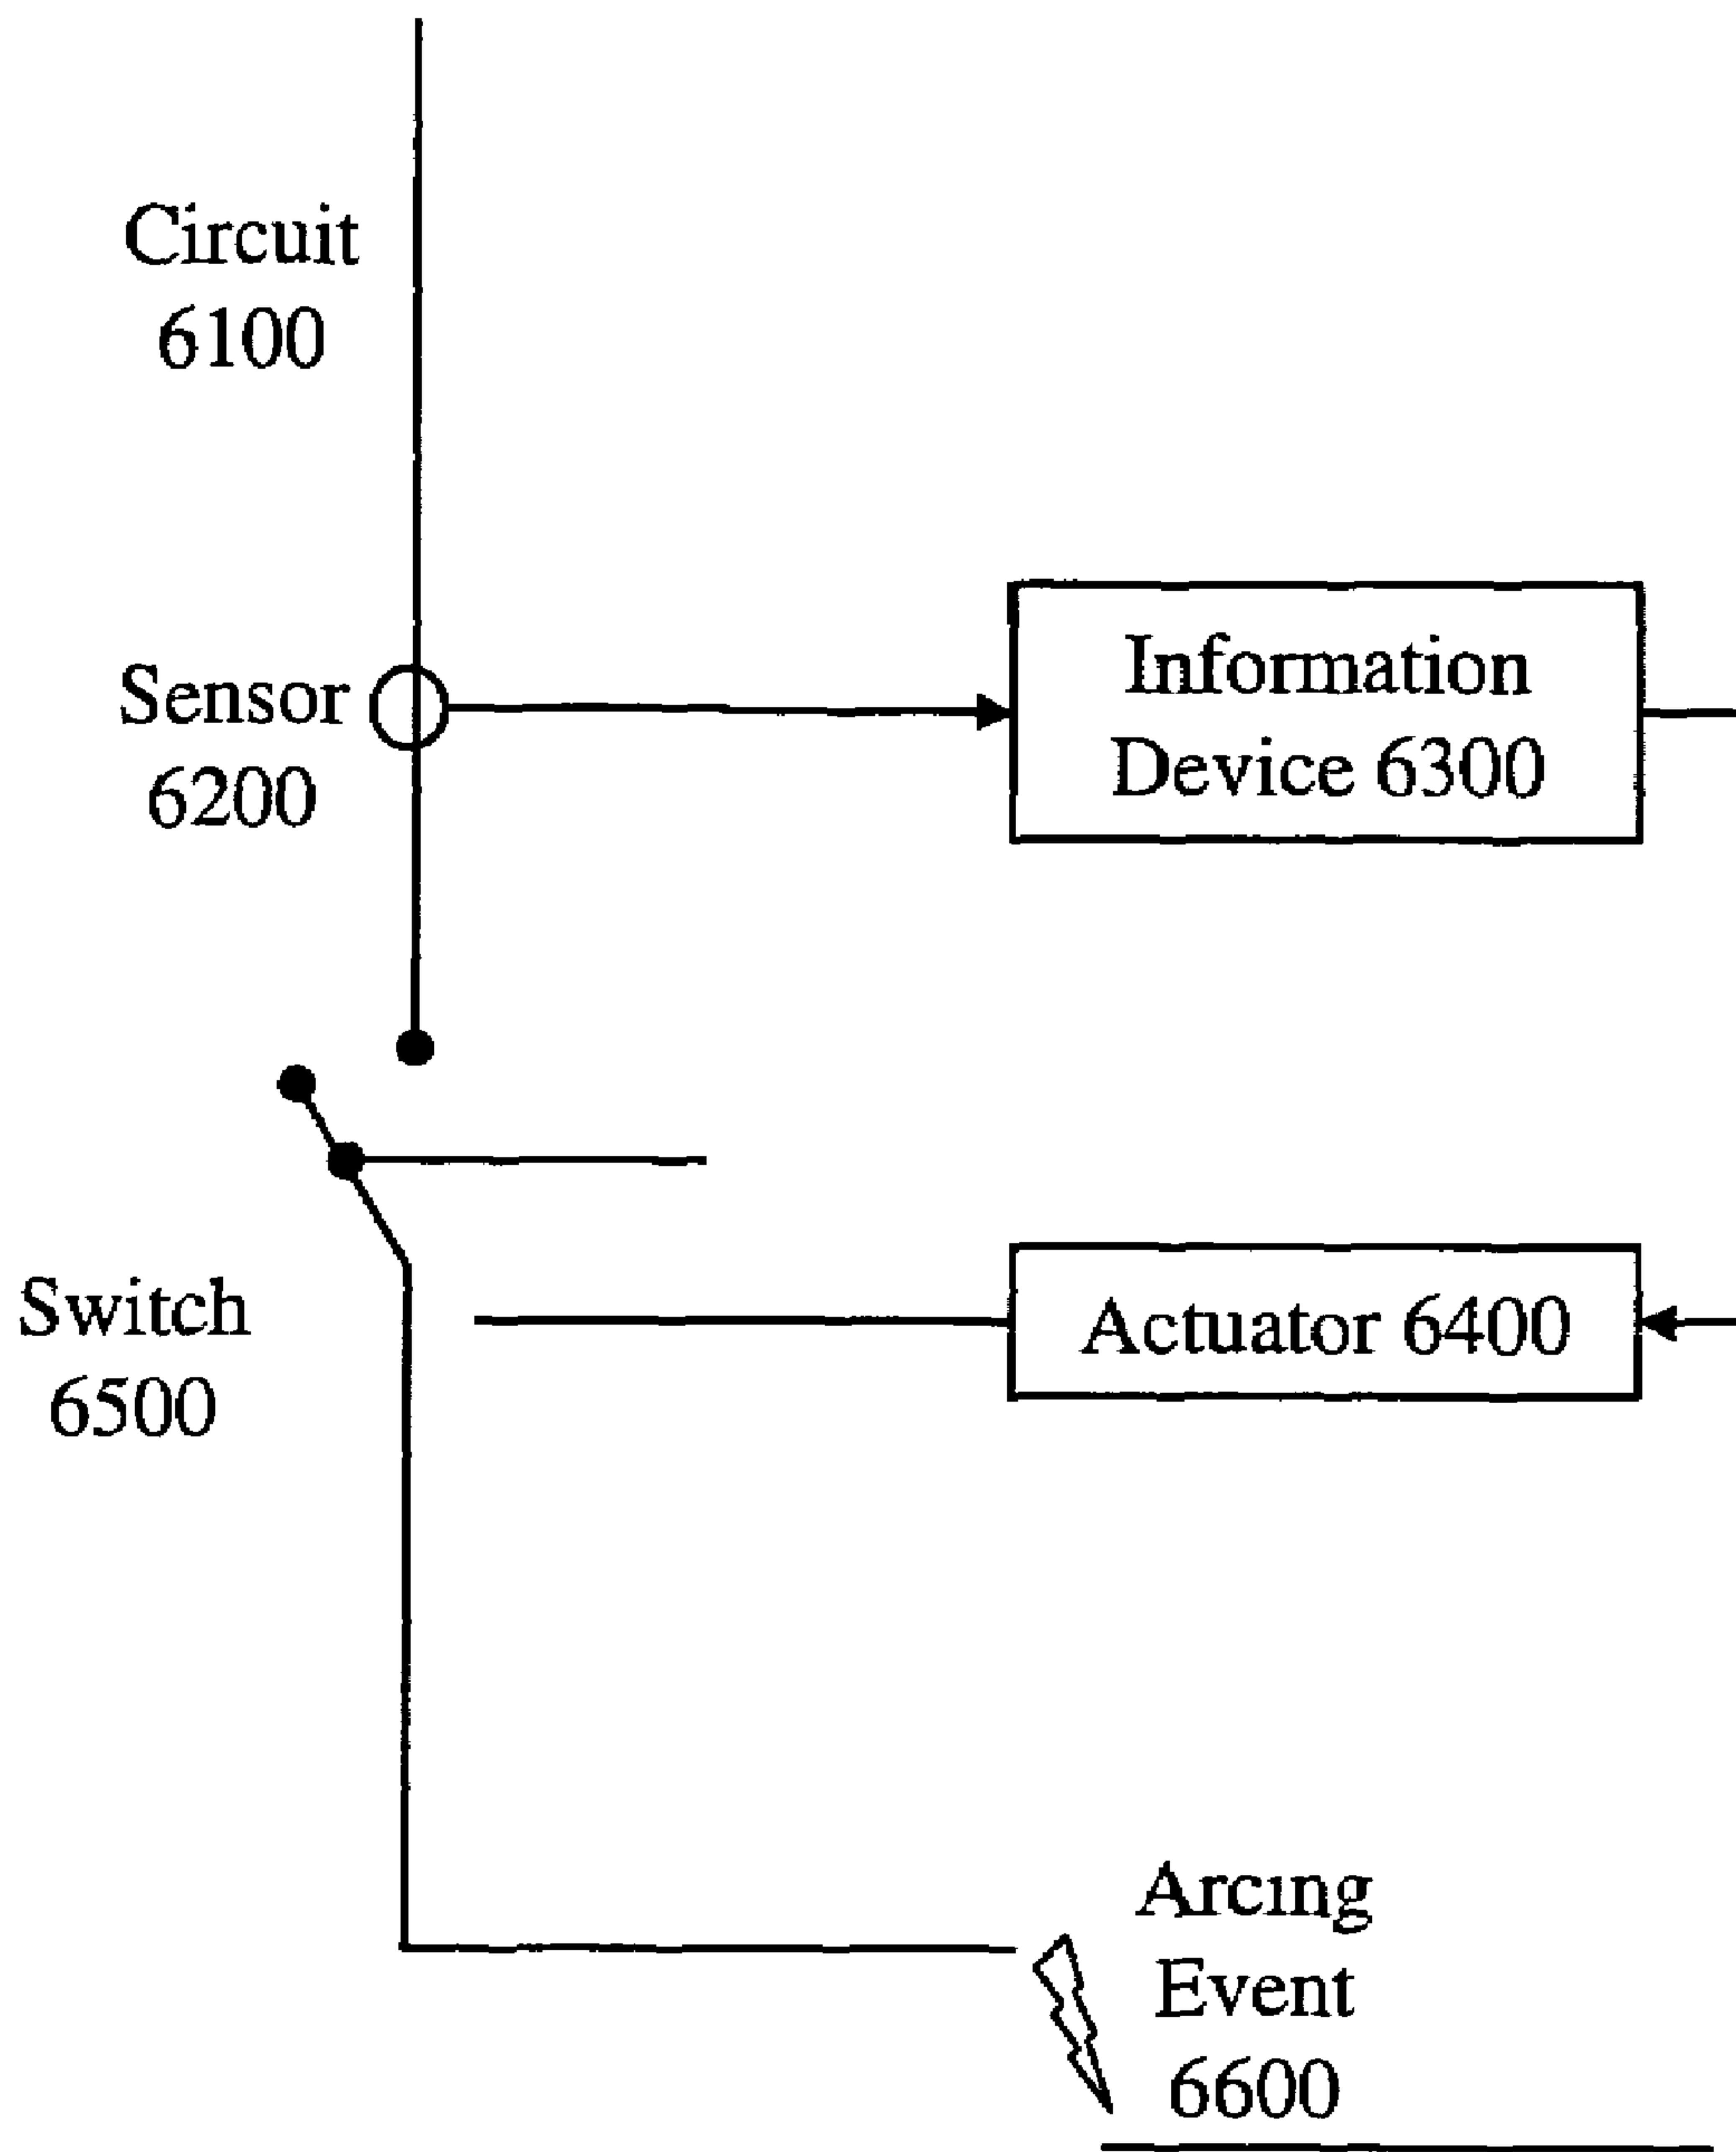 Circuit
6100
Sensor
6200
Information
Device 6300
Switch
6500
Actuator 6400
Arcing
Event
6600